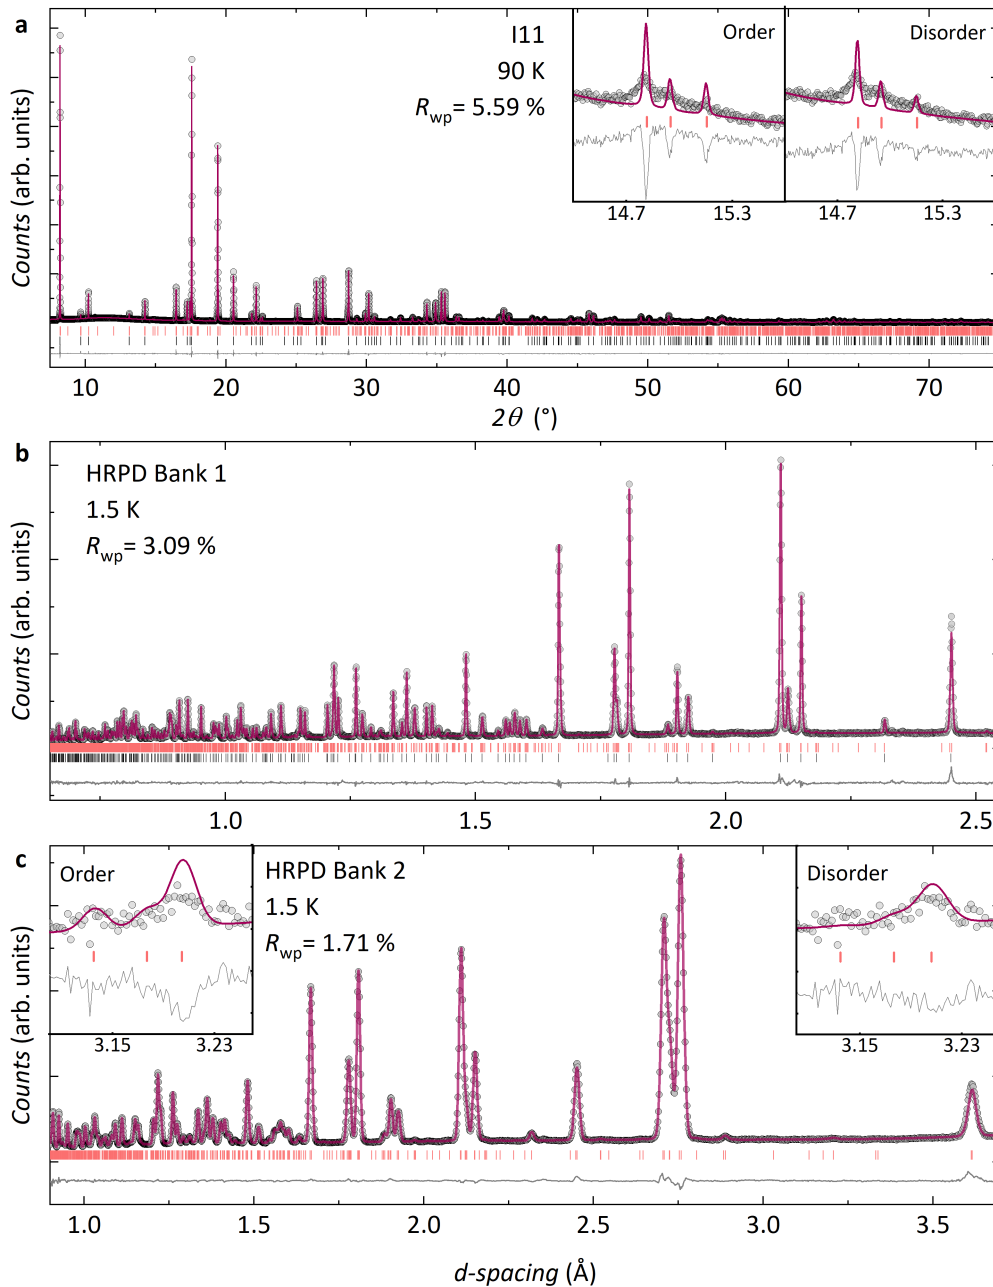 a
I11
90 K
Rwp= 5.59 %
Order
Disorder
14.7
15.3
14.7
15.3
Counts (arb. units)
10
20
30
40
50
60
70
2θ (°)
b
HRPD Bank 1
1.5 K
Rwp= 3.09 %
Counts (arb. units)
1.0
1.5
2.0
2.5
c
Order
HRPD Bank 2
1.5 K
Rwp= 1.71 %
Disorder
3.15
3.23
3.15
3.23
Counts (arb. units)
1.0
1.5
2.0
2.5
3.0
3.5
d-spacing (Å)